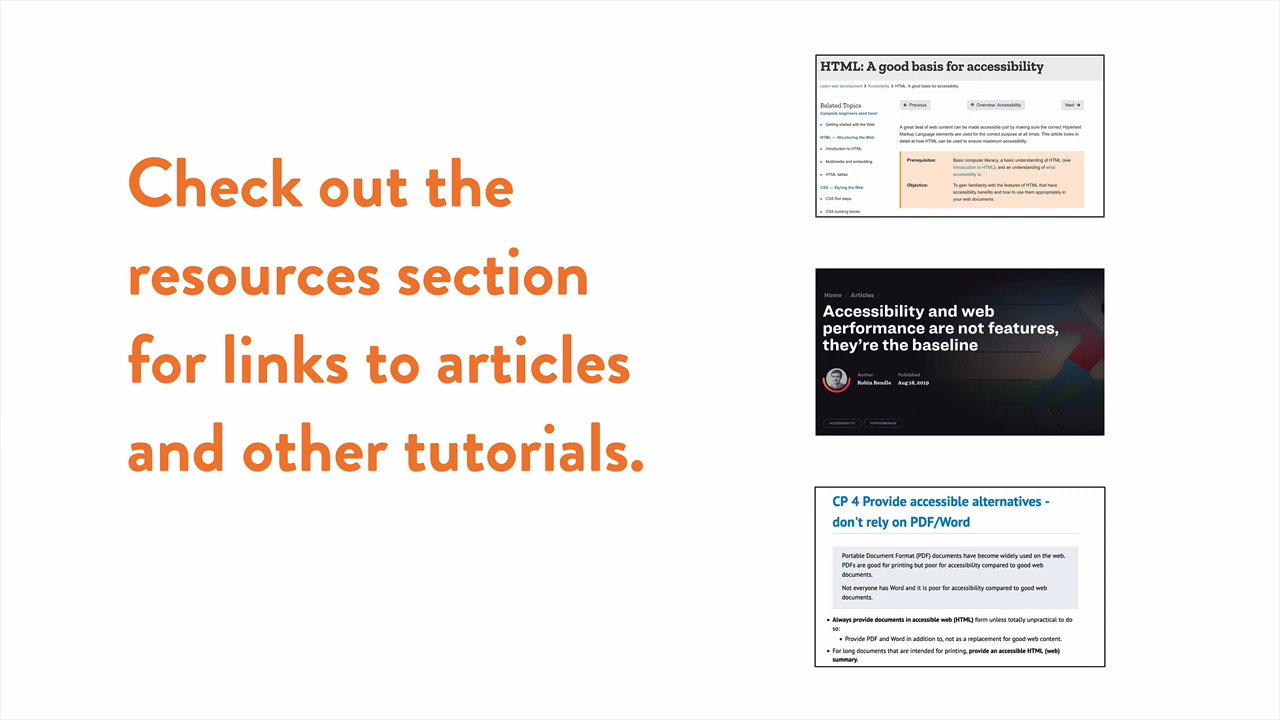 Check out the
resources section
for links to articles
and other tutorials.
HTML: A good basis for accessibility
Learn web development > Accessibility > HTML: A good basis for accessibility
Related Topics
Complete beginners start here!
▸ Getting started with the Web
HTML — Structuring the Web
▸ Introduction to HTML
▸ Multimedia and embedding
▸ HTML tables
CSS — Styling the Web
▸ CSS first steps
▸ CSS building blocks
← Previous
↑ Overview: Accessibility
Next →
A great deal of web content can be made accessible just by making sure the correct Hypertext
Markup Language elements are used for the correct purpose at all times. This article looks in
detail at how HTML can be used to ensure maximum accessibility.
Prerequisites: Basic computer literacy, a basic understanding of HTML (see
Introduction to HTML), and an understanding of what
accessibility is.
Objective: To gain familiarity with the features of HTML that have
accessibility benefits and how to use them appropriately in
your web documents.
Home / Articles /
Accessibility and web
performance are not features,
they're the baseline
Author Published
Robin Rendle Aug 16, 2019
ACCESSIBILITY PERFORMANCE
CP 4 Provide accessible alternatives -
don't rely on PDF/Word
Portable Document Format (PDF) documents have become widely used on the web.
PDFs are good for printing but poor for accessibility compared to good web
documents.
Not everyone has Word and it is poor for accessibility compared to good web
documents.
• Always provide documents in accessible web (HTML) form unless totally unpractical to do
so:
• Provide PDF and Word in addition to, not as a replacement for good web content.
• For long documents that are intended for printing, provide an accessible HTML (web)
summary.